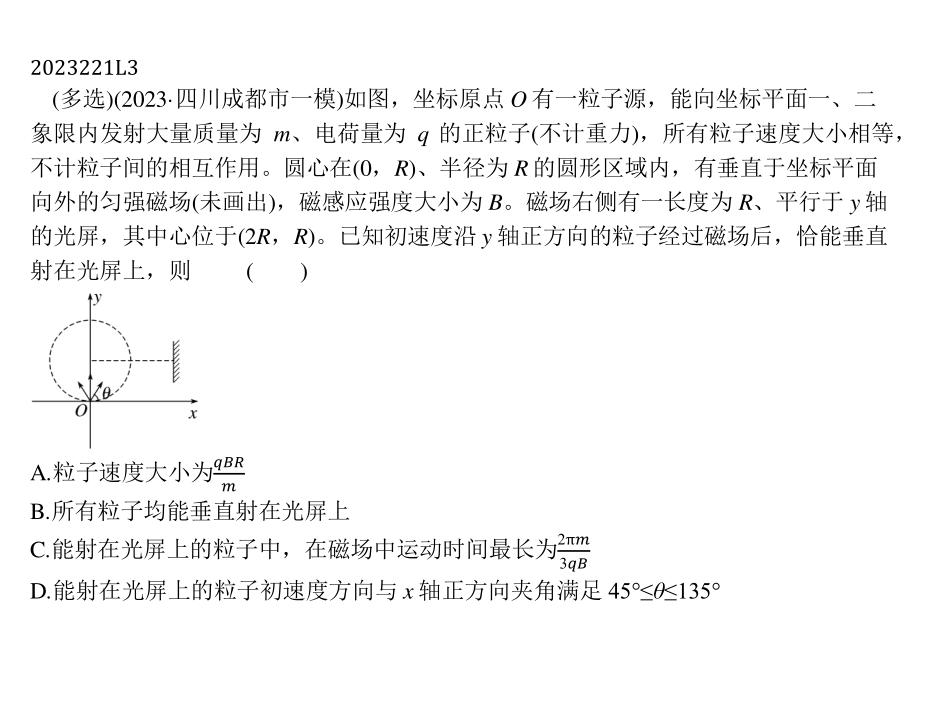 2023221L3
(多选)(2023·四川成都市一模)如图，坐标原点 O 有一粒子源，能向坐标平面一、二
象限内发射大量质量为 m、电荷量为 q 的正粒子(不计重力)，所有粒子速度大小相等，
不计粒子间的相互作用。圆心在(0，R)、半径为 R 的圆形区域内，有垂直于坐标平面
向外的匀强磁场(未画出)，磁感应强度大小为 B。磁场右侧有一长度为 R、平行于 y 轴
的光屏，其中心位于(2R，R)。已知初速度沿 y 轴正方向的粒子经过磁场后，恰能垂直
射在光屏上，则 ( )
y
θ
O
x
A.粒子速度大小为qBR/m
B.所有粒子均能垂直射在光屏上
C.能射在光屏上的粒子中，在磁场中运动时间最长为2πm/3qB
D.能射在光屏上的粒子初速度方向与 x 轴正方向夹角满足 45°≤θ≤135°